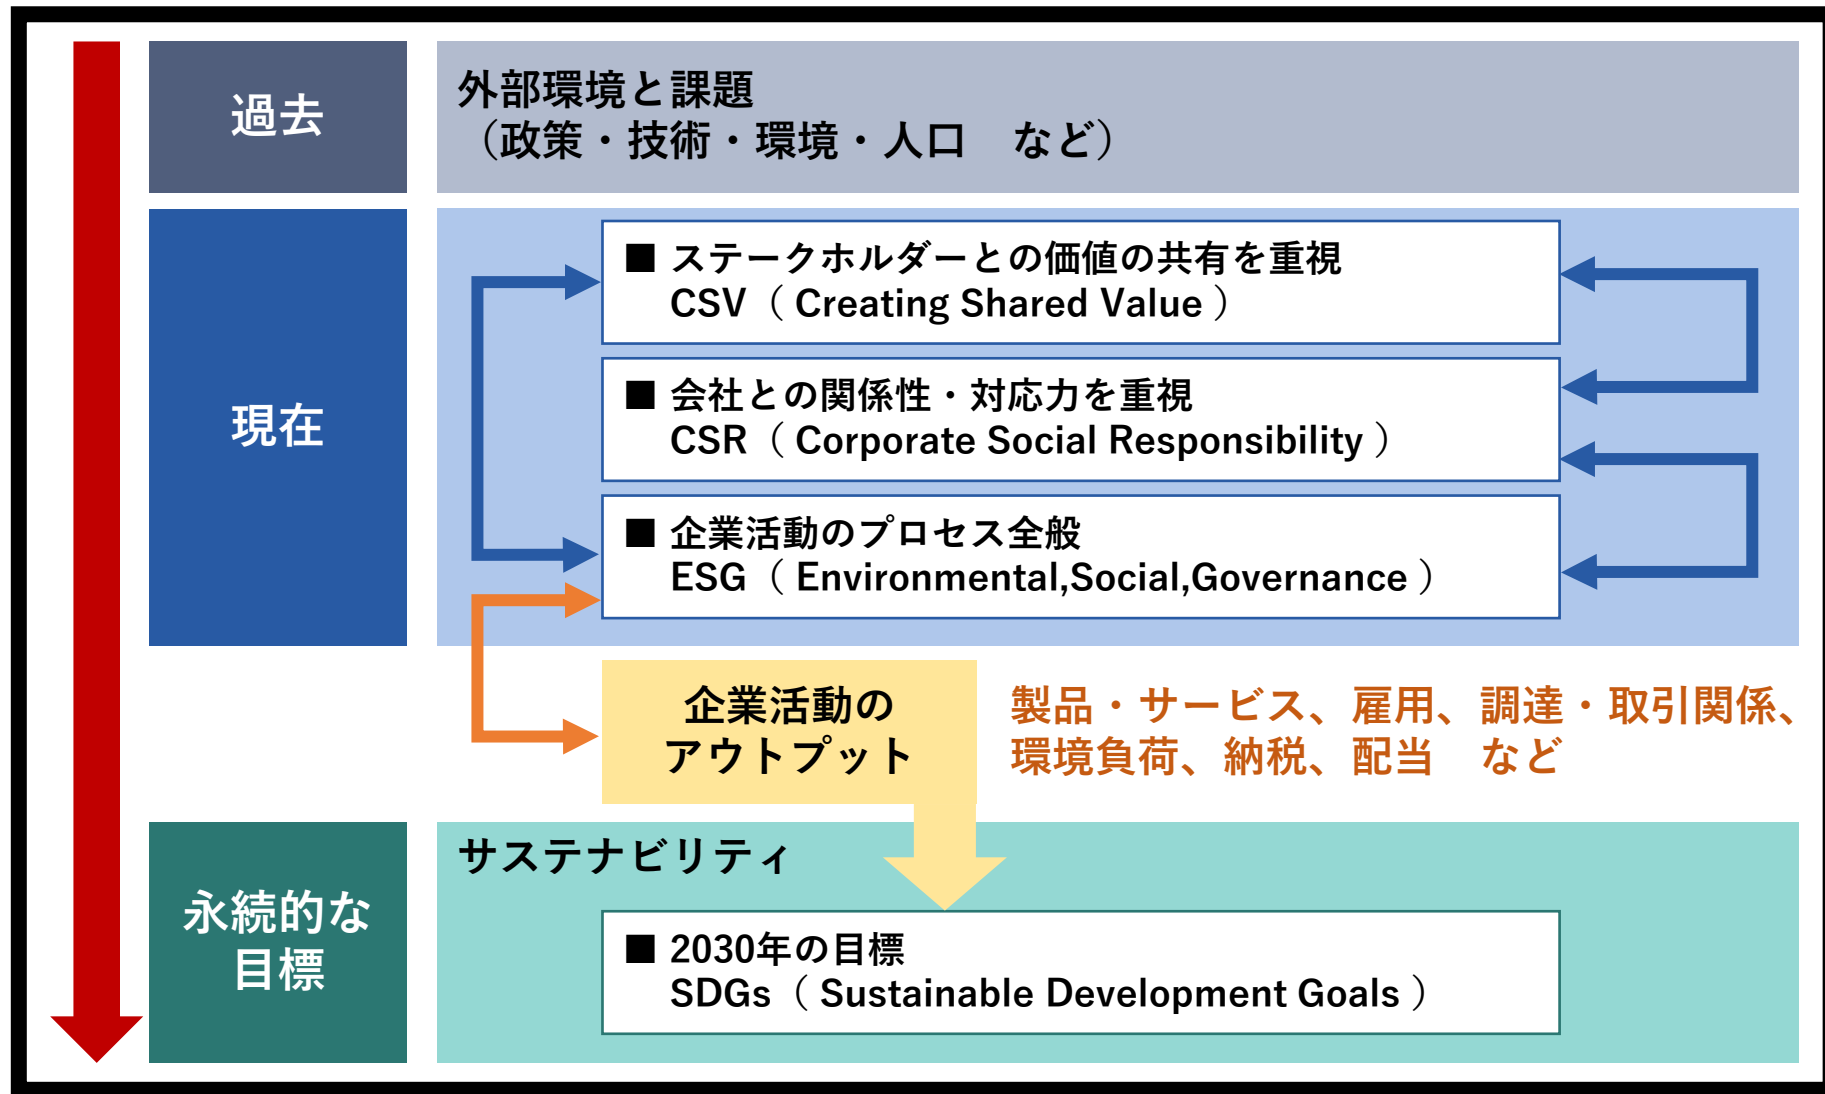 過去
外部環境と課題
（政策・技術・環境・人口　など）
現在
■ ステークホルダーとの価値の共有を重視
CSV（ Creating Shared Value ）
■ 会社との関係性・対応力を重視
CSR（ Corporate Social Responsibility ）
■ 企業活動のプロセス全般
ESG（ Environmental,Social,Governance ）
企業活動の
アウトプット
製品・サービス、雇用、調達・取引関係、
環境負荷、納税、配当　など
永続的な
目標
サステナビリティ
■ 2030年の目標
SDGs（ Sustainable Development Goals ）